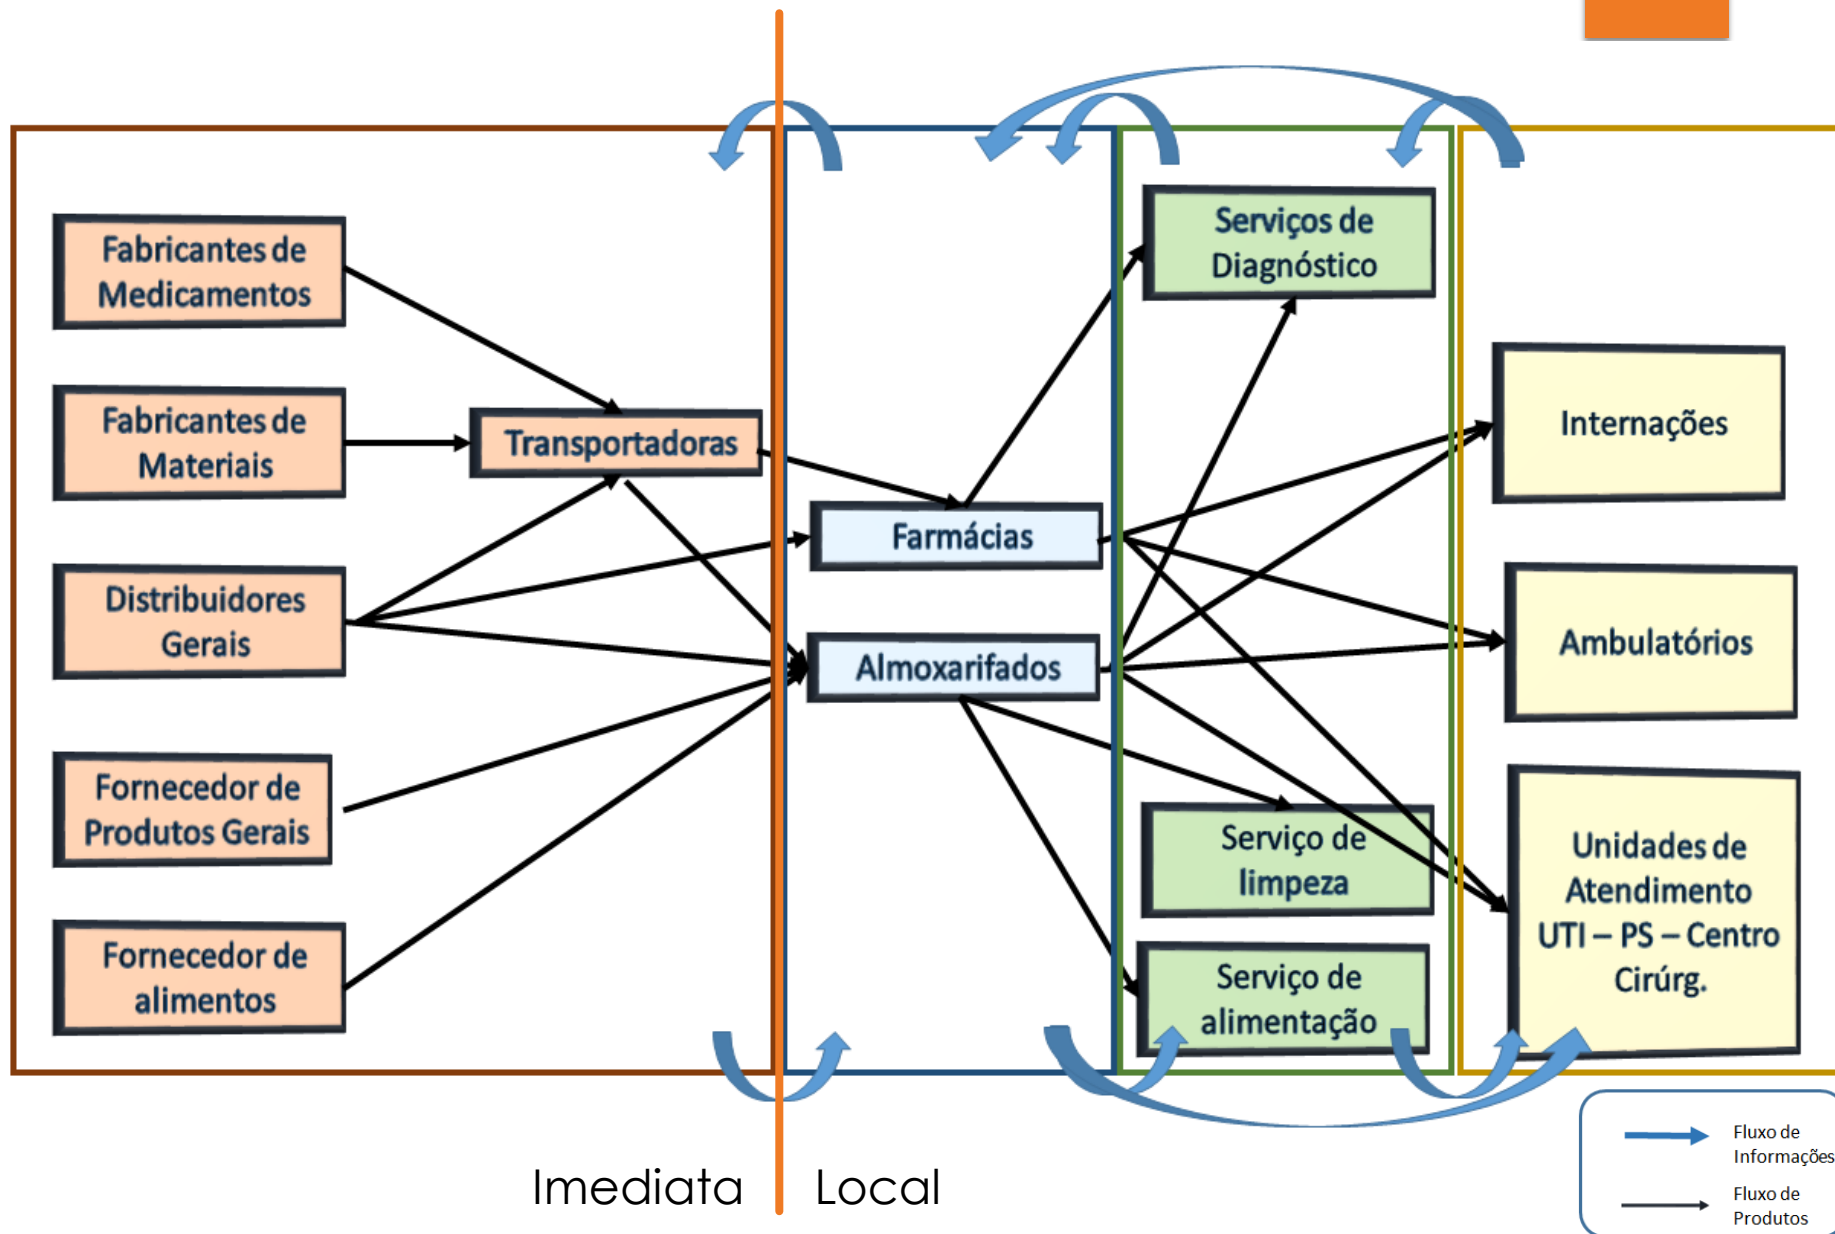 Fabricantes de
Medicamentos
Fabricantes de
Materiais
Transportadoras
Distribuidores
Gerais
Fornecedor de
Produtos Gerais
Fornecedor de
alimentos
Farmácias
Almoxarifados
Serviços de
Diagnóstico
Serviço de
limpeza
Serviço de
alimentação
Internações
Ambulatórios
Unidades de
Atendimento
UTI – PS – Centro
Cirúrg.
Imediata
Local
Fluxo de
Informações
Fluxo de
Produtos